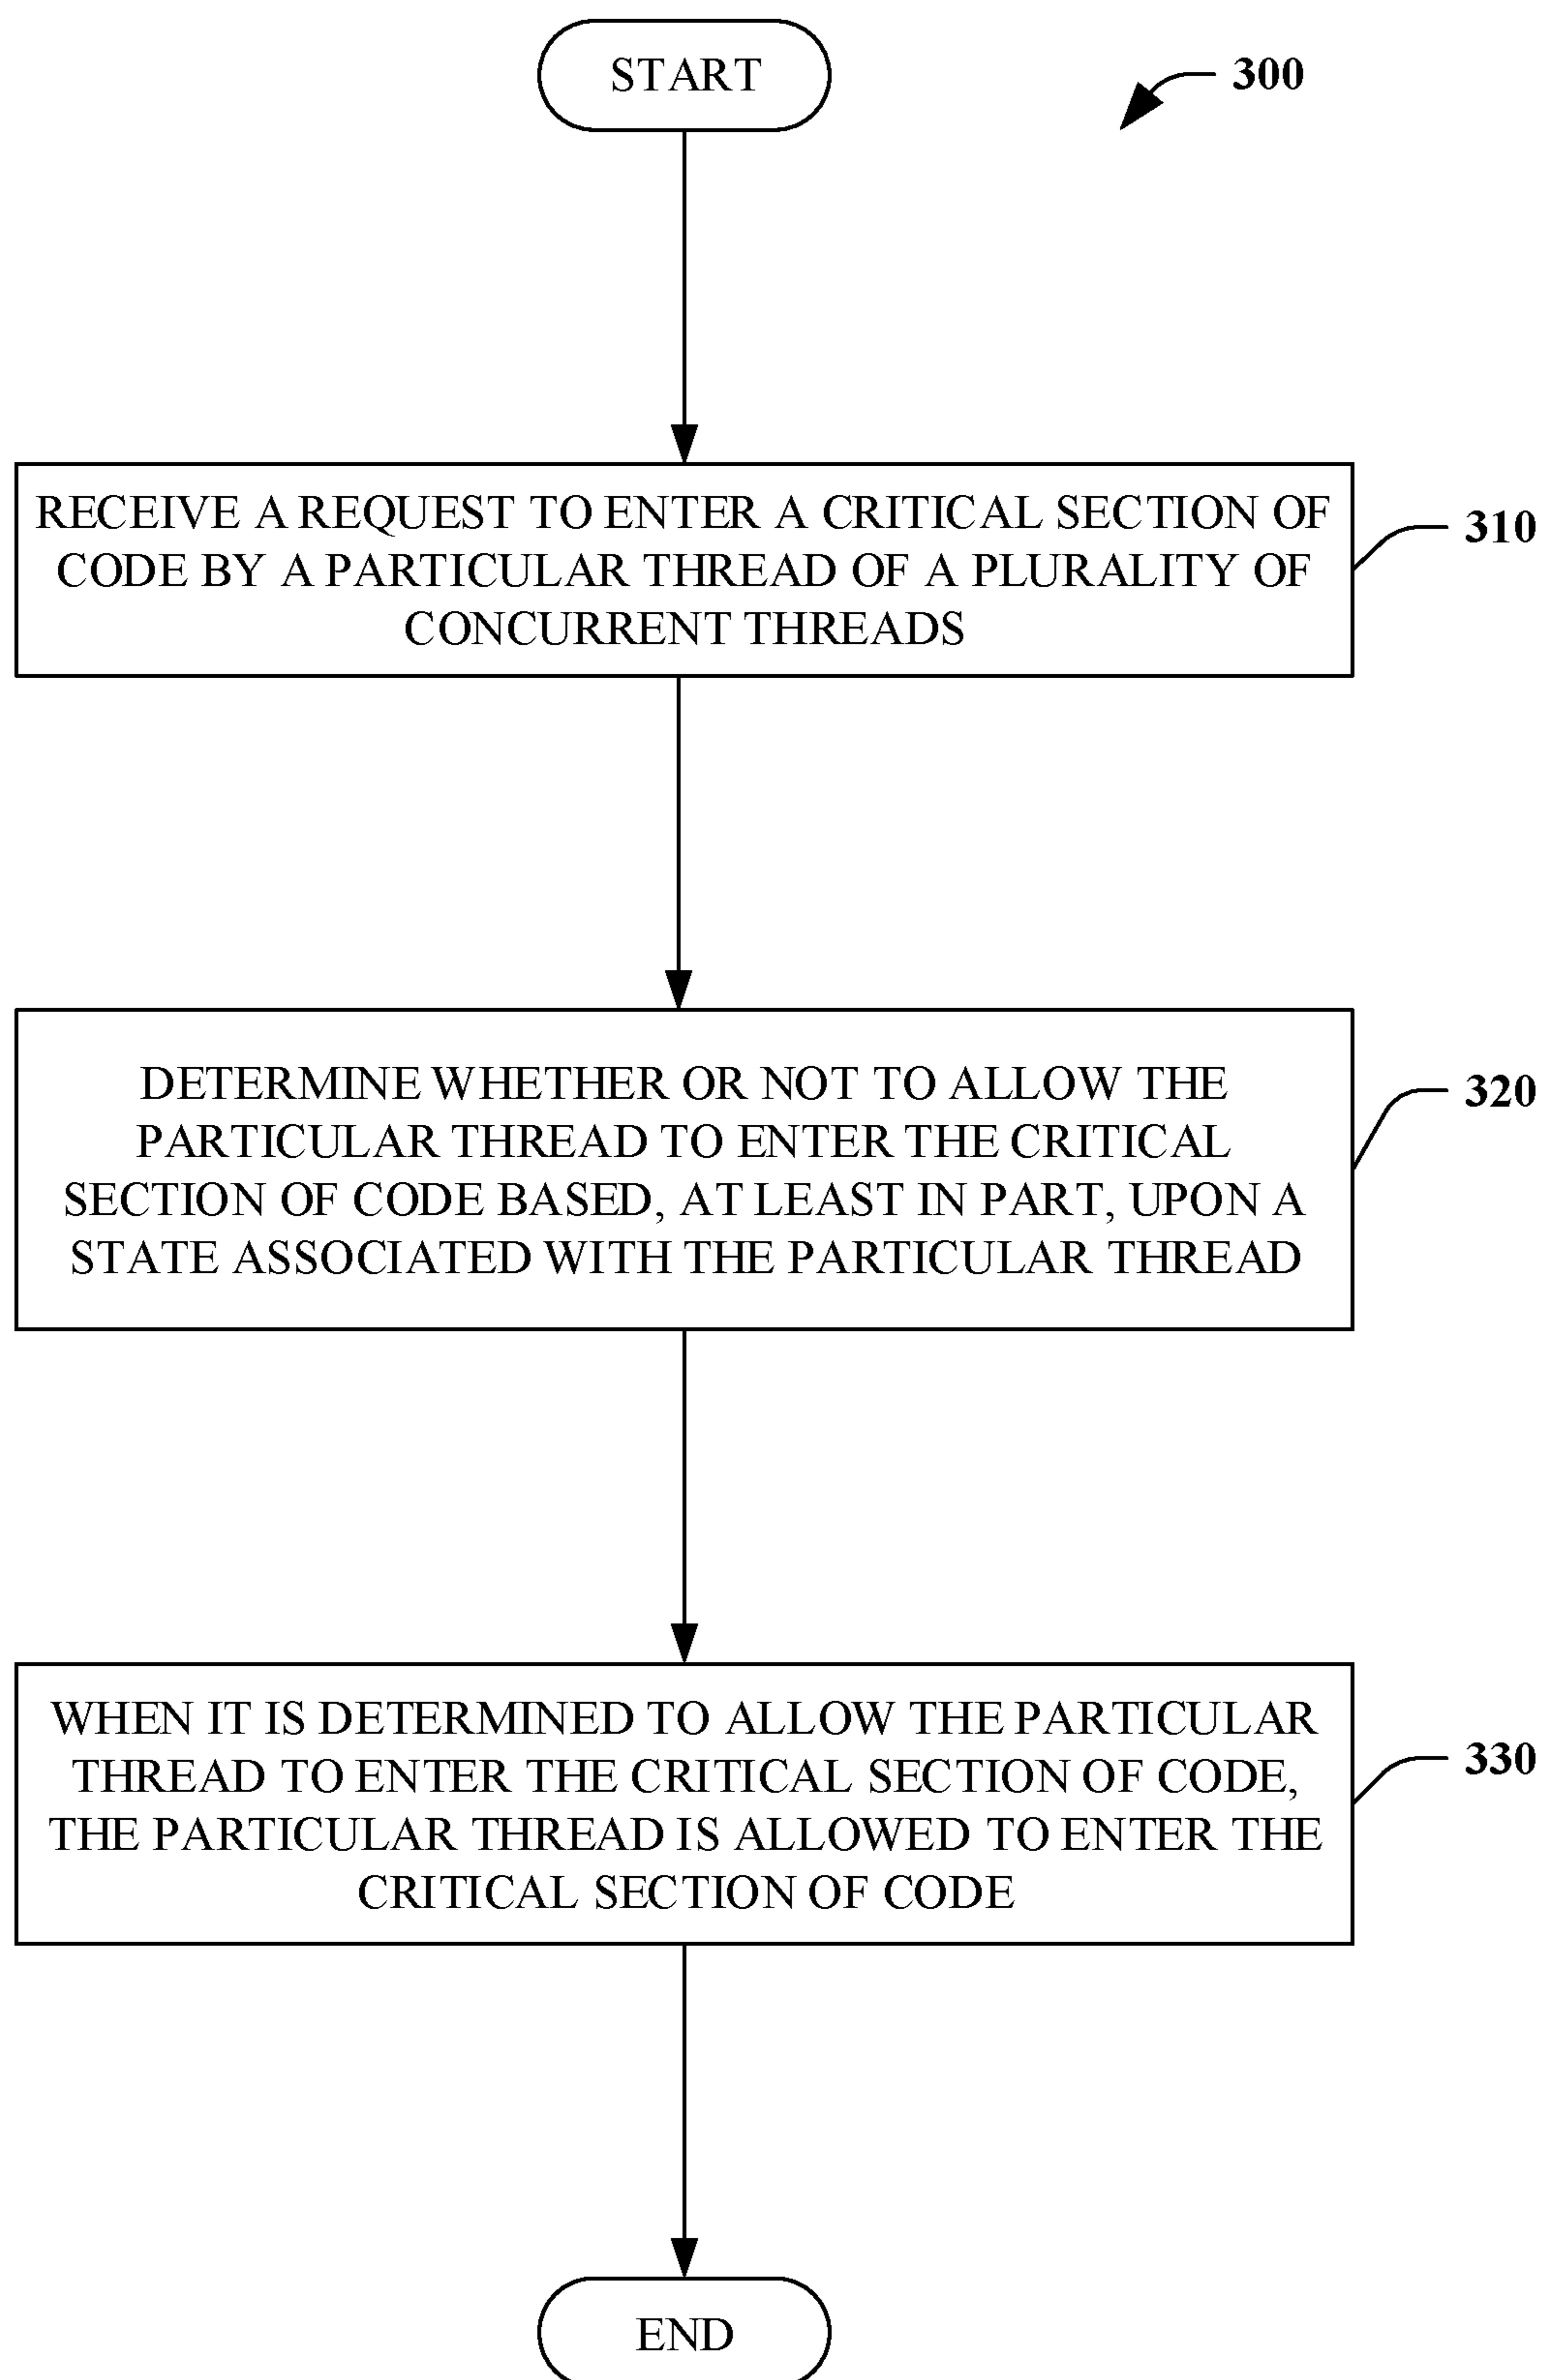 START
300
RECEIVE A REQUEST TO ENTER A CRITICAL SECTION OF
CODE BY A PARTICULAR THREAD OF A PLURALITY OF
CONCURRENT THREADS
310
DETERMINE WHETHER OR NOT TO ALLOW THE
PARTICULAR THREAD TO ENTER THE CRITICAL
SECTION OF CODE BASED, AT LEAST IN PART, UPON A
STATE ASSOCIATED WITH THE PARTICULAR THREAD
320
WHEN IT IS DETERMINED TO ALLOW THE PARTICULAR
THREAD TO ENTER THE CRITICAL SECTION OF CODE,
THE PARTICULAR THREAD IS ALLOWED TO ENTER THE
CRITICAL SECTION OF CODE
330
END